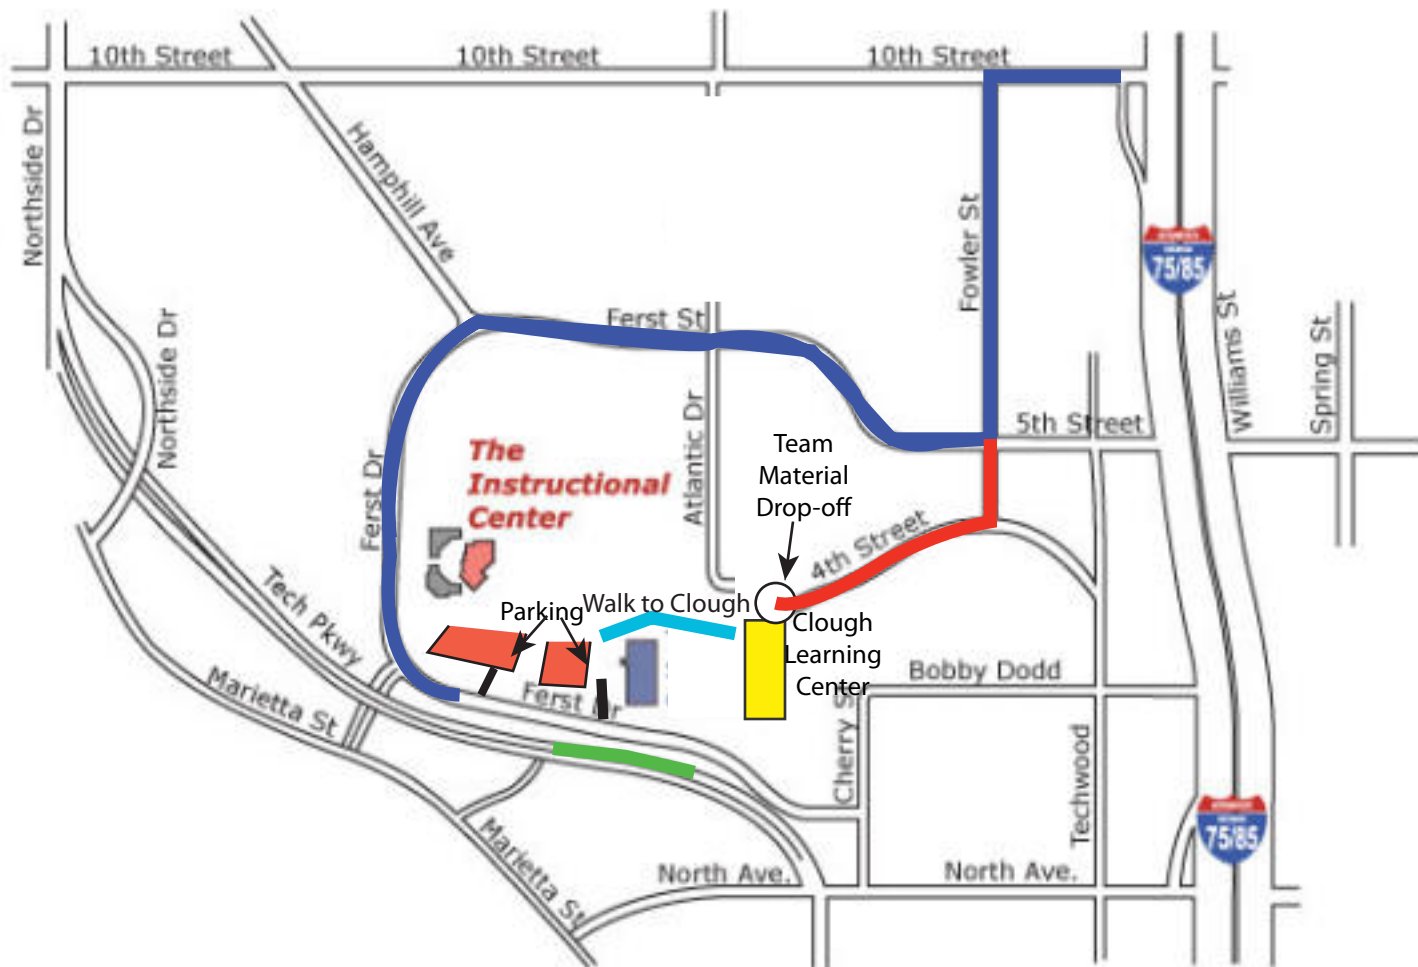 10th Street
10th Street
10th Street
Northside Dr
Hamphill Ave
Fowler St
75/85
Williams St
Spring St
Northside Dr
Ferst St
5th Street
Atlantic Dr
Ferst Dr
The
Instructional
Center
Team
Material
Drop-off
4th Street
Tech Pkwy
Parking
Walk to Clough
Clough
Learning
Center
Bobby Dodd
Marietta St
Ferst Dr
Cherry S
Techwood
75/85
Marietta St
North Ave.
North Ave.